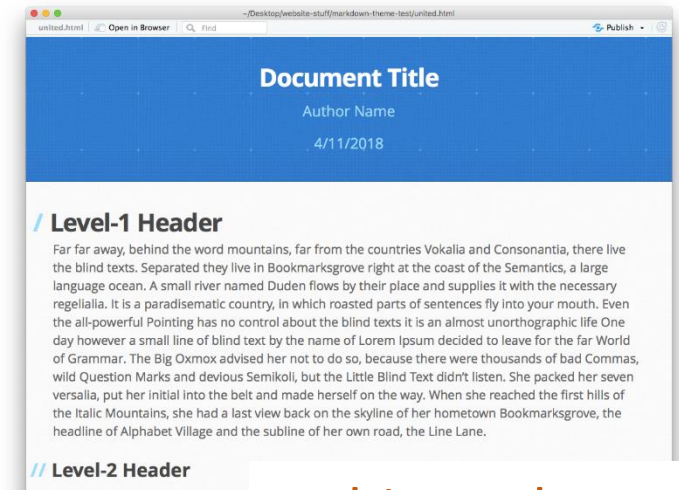 ~/Desktop/website-stuff/markdown-theme-test/united.html
united.html Open in Browser Find Publish
Document Title
Author Name
4/11/2018
/ Level-1 Header
Far far away, behind the word mountains, far from the countries Vokalia and Consonantia, there live
the blind texts. Separated they live in Bookmarksgrove right at the coast of the Semantics, a large
language ocean. A small river named Duden flows by their place and supplies it with the necessary
regelialia. It is a paradisematic country, in which roasted parts of sentences fly into your mouth. Even
the all-powerful Pointing has no control about the blind texts it is an almost unorthographic life One
day however a small line of blind text by the name of Lorem Ipsum decided to leave for the far World
of Grammar. The Big Oxmox advised her not to do so, because there were thousands of bad Commas,
wild Question Marks and devious Semikoli, but the Little Blind Text didn't listen. She packed her seven
versalia, put her initial into the belt and made herself on the way. When she reached the first hills of
the Italic Mountains, she had a last view back on the skyline of her hometown Bookmarksgrove, the
headline of Alphabet Village and the subline of her own road, the Line Lane.
// Level-2 Header